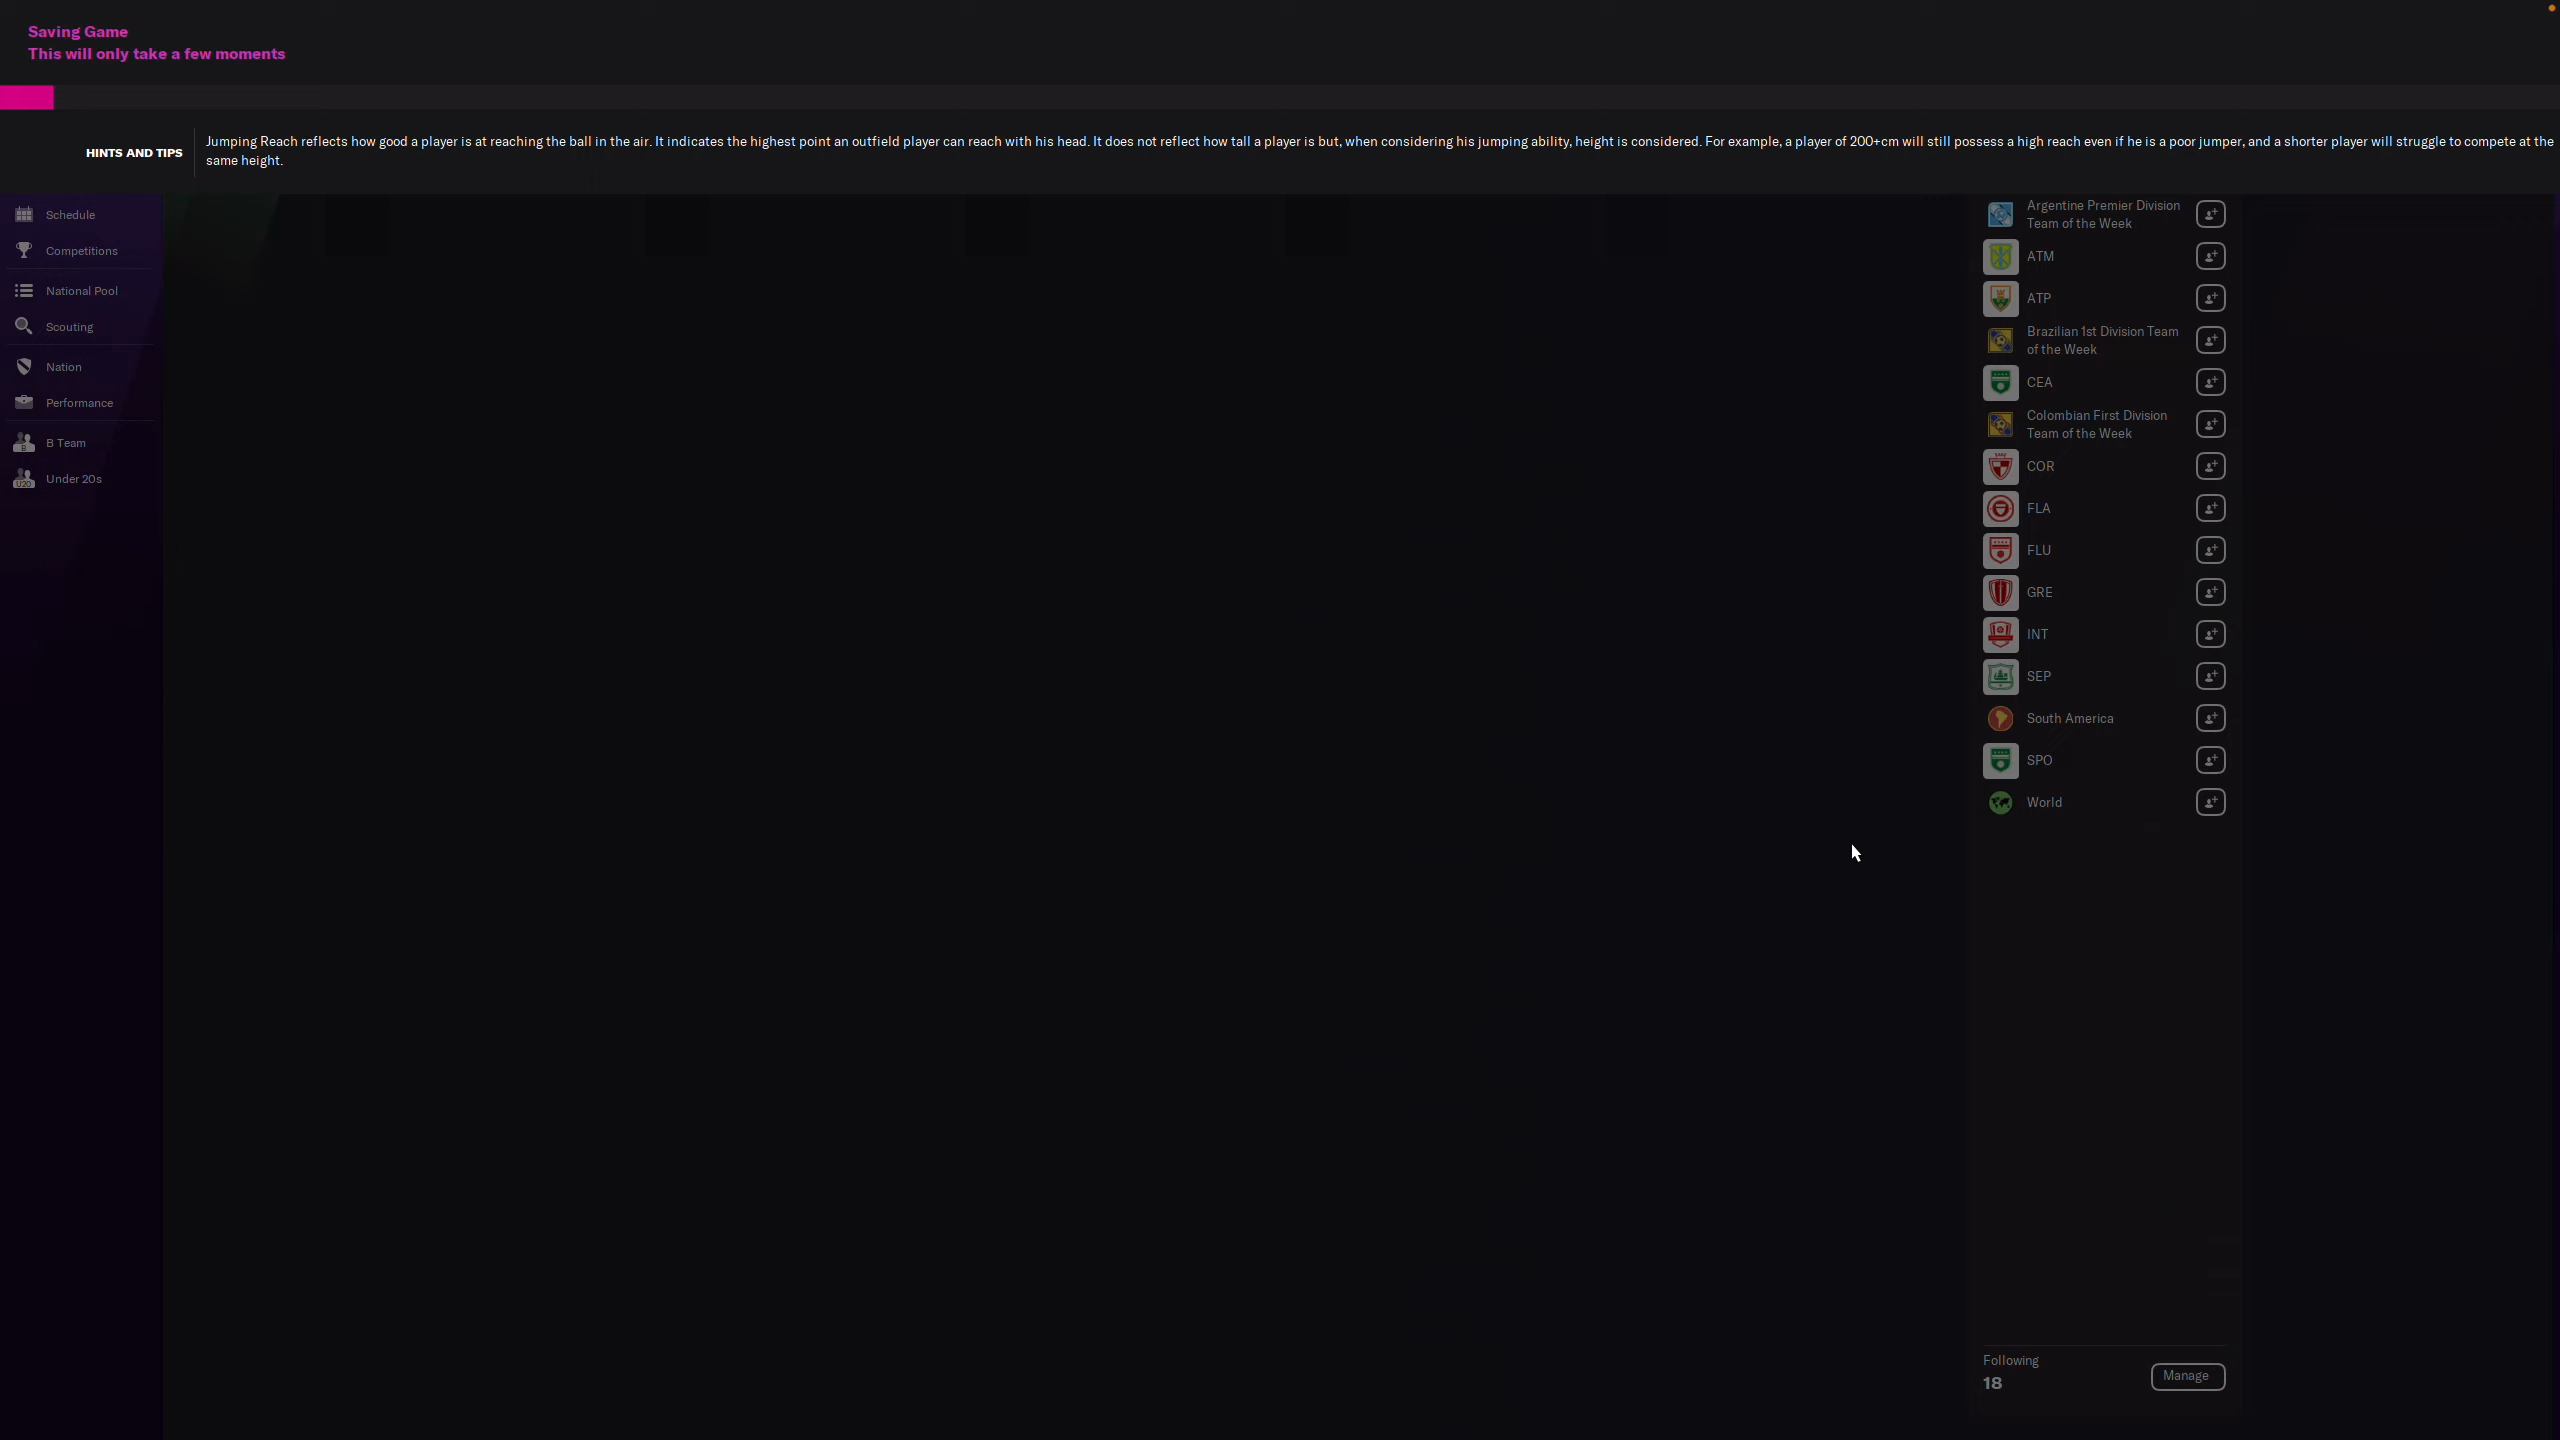 Saving Game
This will only take a few moments
HINTS AND TIPS
Jumping Reach reflects how good a player is at reaching the ball in the air. It indicates the highest point an outfield player can reach with his head. It does not reflect how tall a player is but, when considering his jumping ability, height is considered. For example, a player of 200+cm will still possess a high reach even if he is a poor jumper, and a shorter player will struggle to compete at the
same height.
Schedule
Competitions
National Pool
Scouting
Nation
Performance
B
B Team
U20
Under 20s
Argentine Premier Division
Team of the Week
ATM
ATP
Brazilian 1st Division Team
of the Week
CEA
Colombian First Division
Team of the Week
COR
FLA
FLU
GRE
INT
SEP
South America
SPO
World
Following
18
Manage